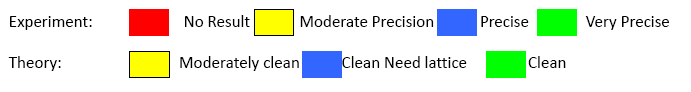 Experiment: No Result Moderate Precision Precise Very Precise
Theory: Moderately clean Clean Need lattice Clean